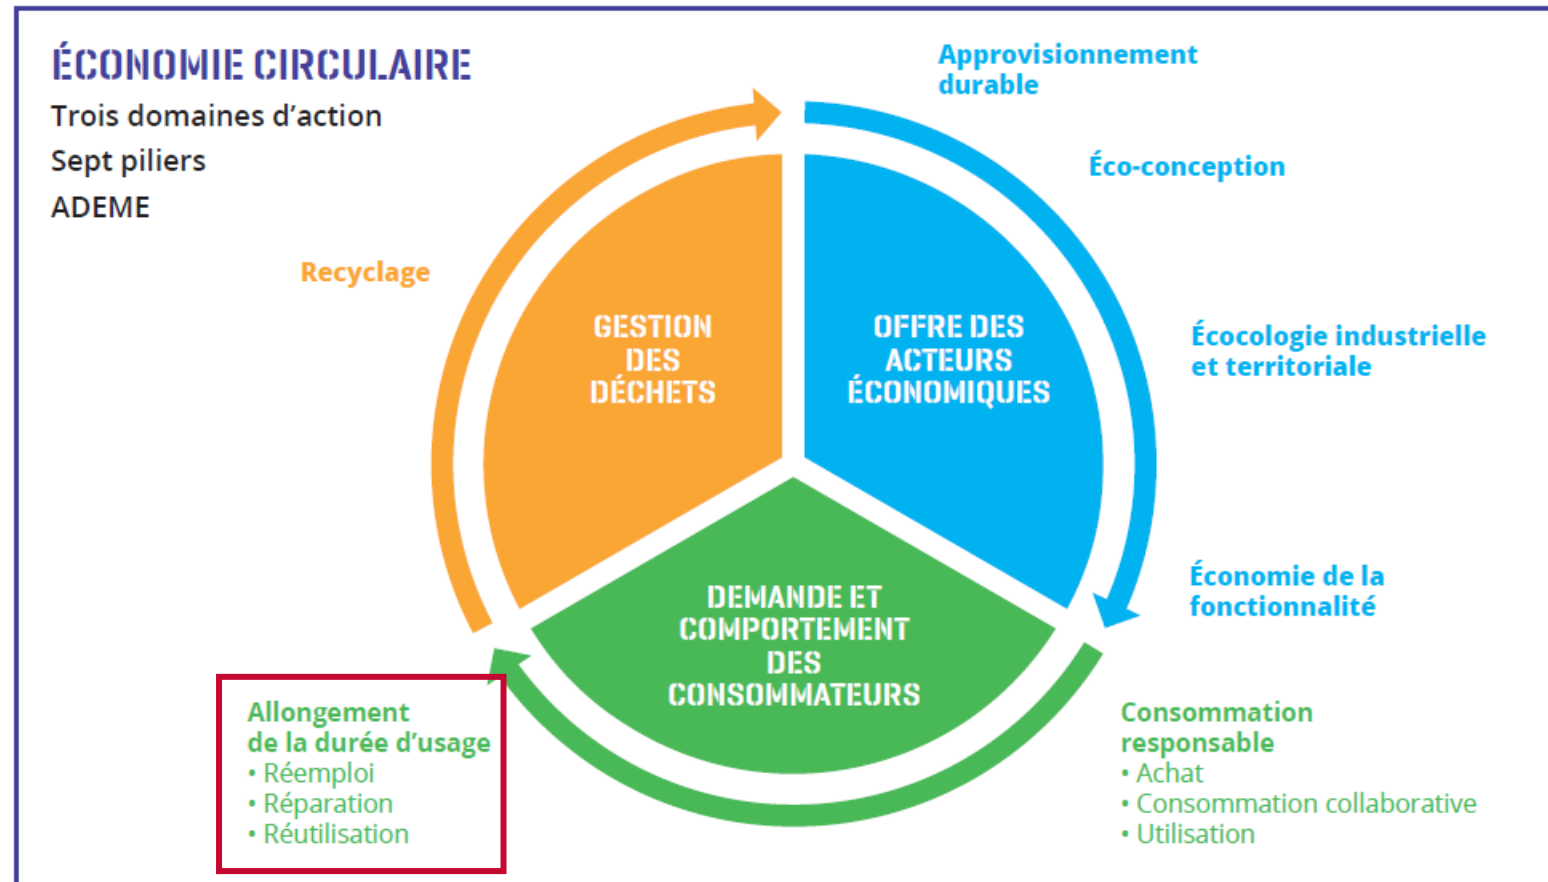 ÉCONOMIE CIRCULAIRE
Trois domaines d’action
Sept piliers
ADEME
Approvisionnement
durable
Éco-conception
Écocologie industrielle
et territoriale
Économie de la
fonctionnalité
Consommation
responsable
• Achat
• Consommation collaborative
• Utilisation
Allongement
de la durée d’usage
• Réemploi
• Réparation
• Réutilisation
Recyclage
GESTION
DES
DÉCHETS
OFFRE DES
ACTEURS
ÉCONOMIQUES
DEMANDE ET
COMPORTEMENT
DES
CONSOMMATEURS